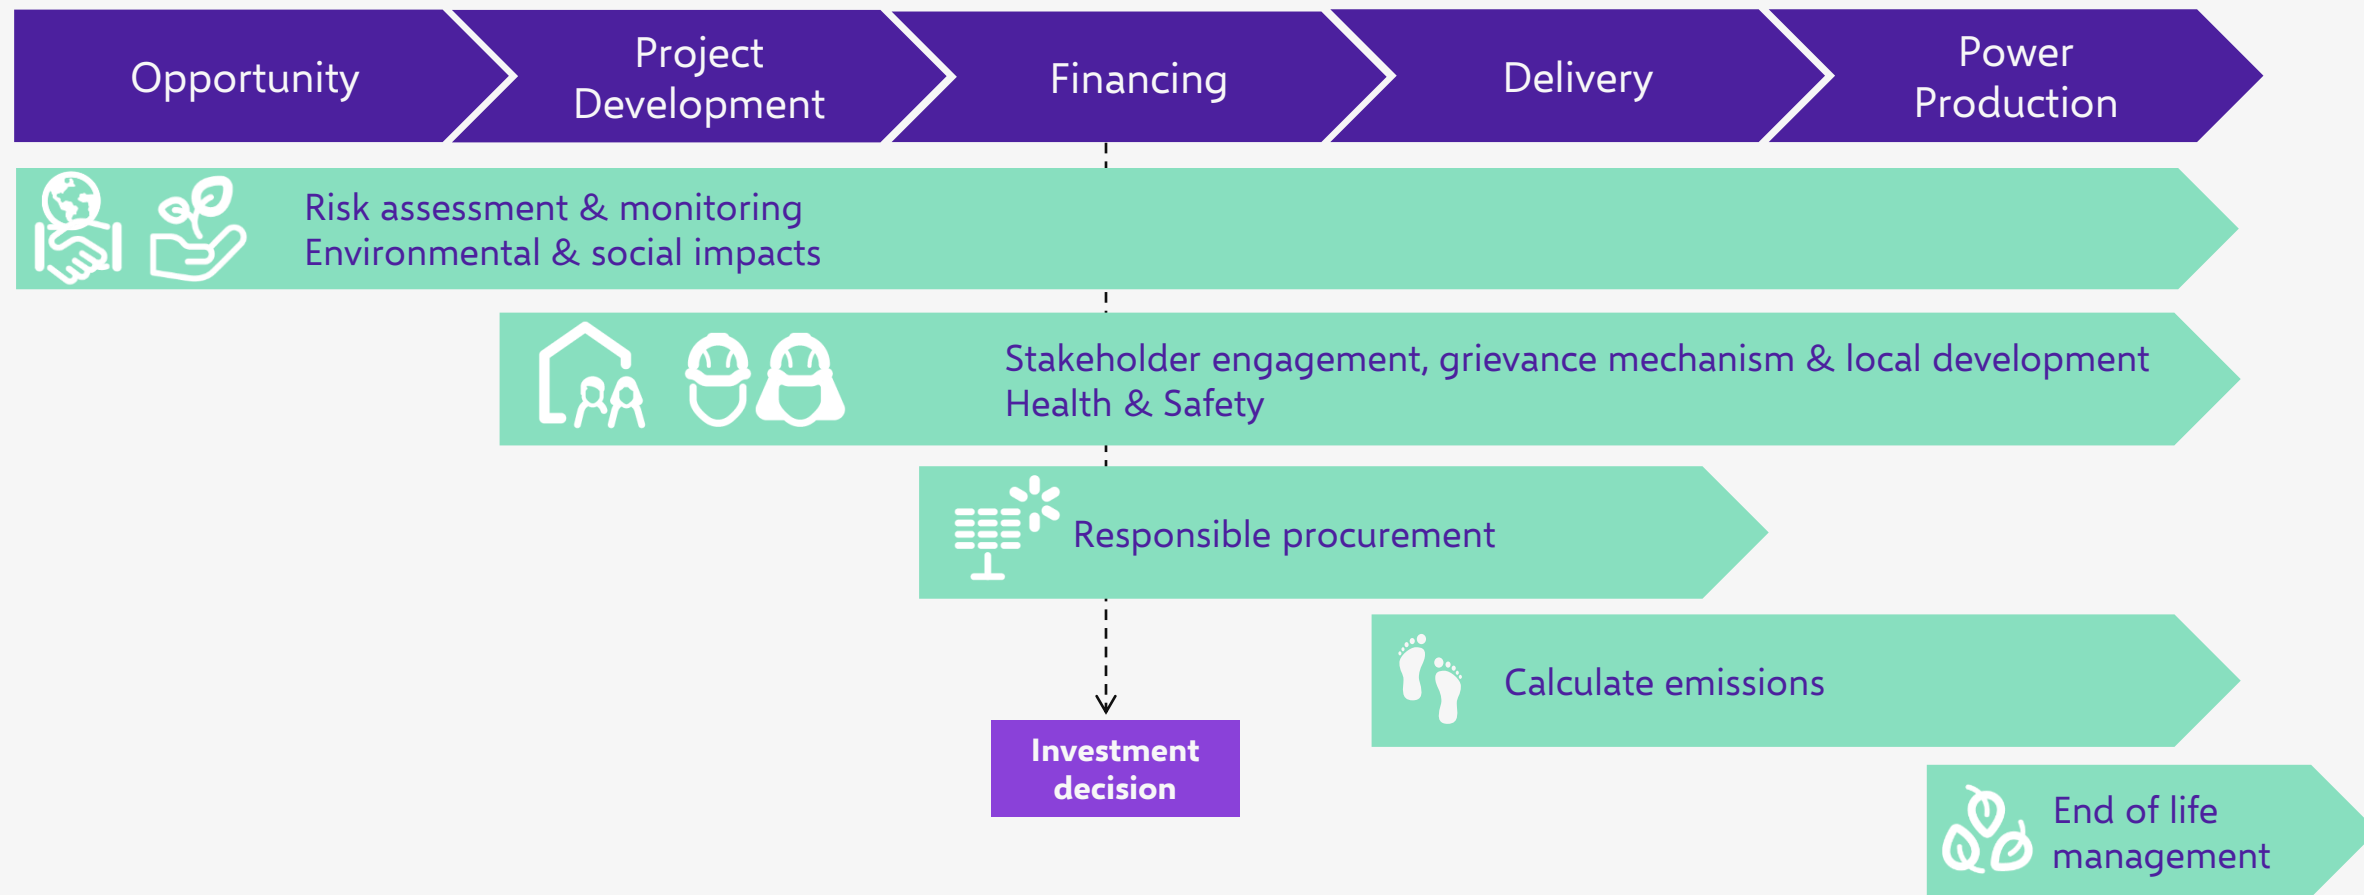 Opportunity
Project
Development
Financing
Delivery
Power
Production
Risk assessment & monitoring
Environmental & social impacts
Stakeholder engagement, grievance mechanism & local development
Health & Safety
Responsible procurement
Calculate emissions
Investment
decision
End of life
management